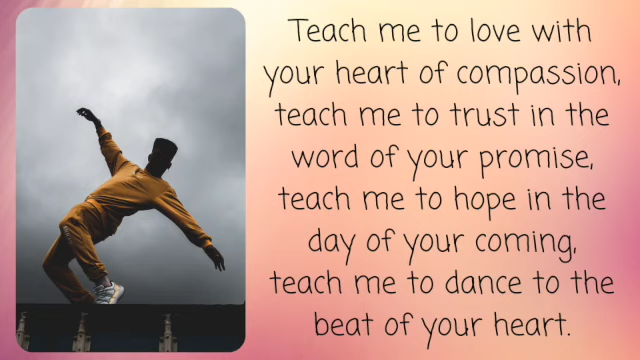 Teach me to love with
your heart of compassion,
teach me to trust in the
word of your promise,
teach me to hope in the
day of your coming,
teach me to dance to the
beat of your heart.